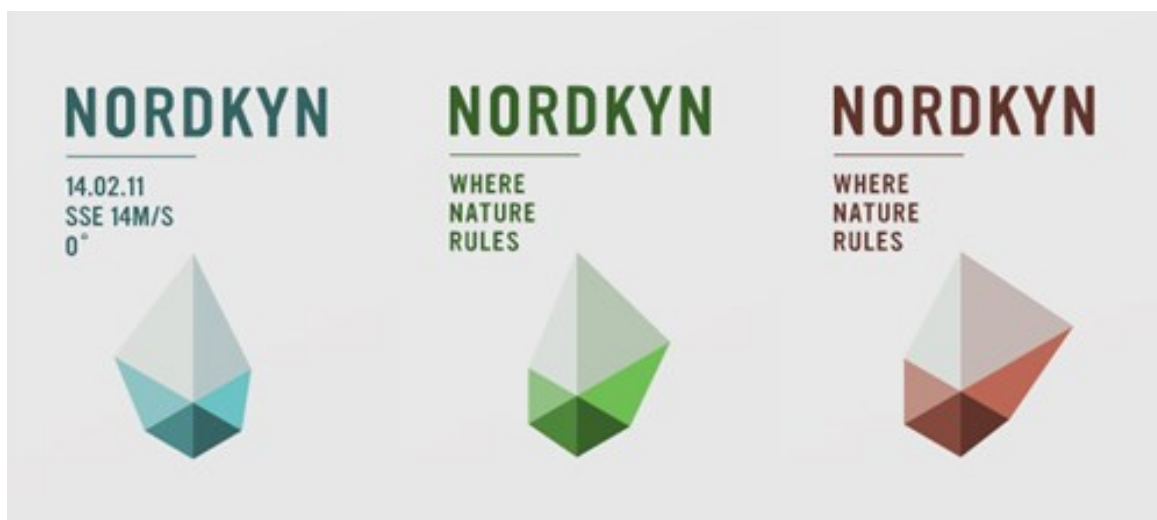 NORDKYN
14.02.11
SSE 14M/S
0°
NORDKYN
WHERE
NATURE
RULES
NORDKYN
WHERE
NATURE
RULES